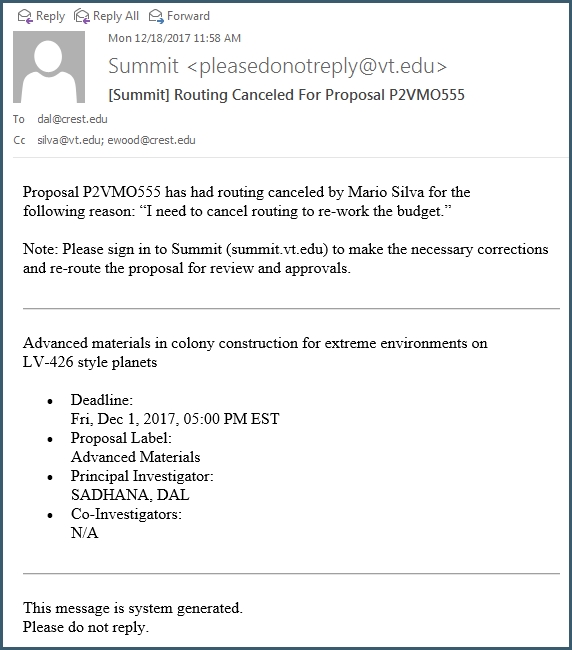 Reply Reply All Forward
Mon 12/18/2017 11:58 AM
Summit <pleasedonotreply@vt.edu>
[Summit] Routing Canceled For Proposal P2VMO555
To dal@crest.edu
Cc silva@vt.edu; ewood@crest.edu
Proposal P2VMO555 has had routing canceled by Mario Silva for the
following reason: “I need to cancel routing to re-work the budget.”
Note: Please sign in to Summit (summit.vt.edu) to make the necessary corrections
and re-route the proposal for review and approvals.
Advanced materials in colony construction for extreme environments on
LV-426 style planets
• Deadline:
Fri, Dec 1, 2017, 05:00 PM EST
• Proposal Label:
Advanced Materials
• Principal Investigator:
SADHANA, DAL
• Co-Investigators:
N/A
This message is system generated.
Please do not reply.